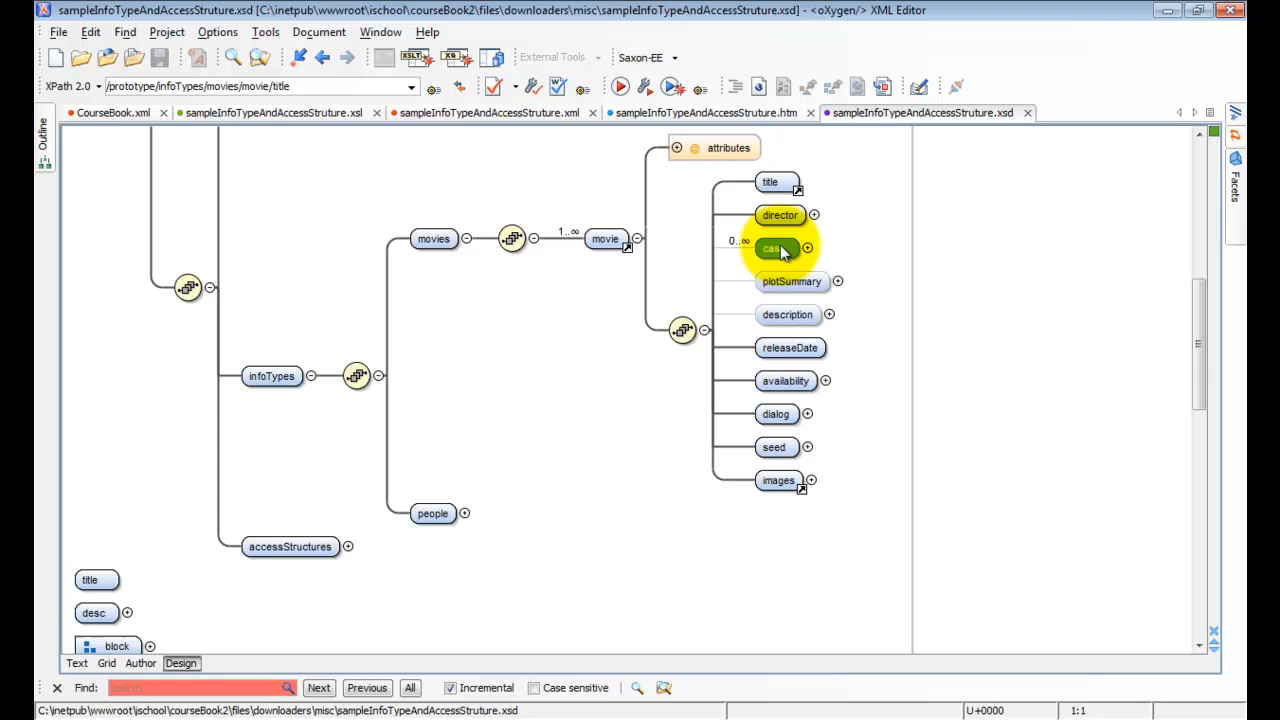 sampleInfoTypeAndAccessStruture.xsd [C:\inetpub\wwwroot\ischool\courseBook2\files\downloaders\misc\sampleInfoTypeAndAccessStruture.xsd] - <oXygen/> XML Editor
File Edit Find Project Options Tools Document Window Help
XSLT XQ External Tools Saxon-EE
XPath 2.0 /prototype/infoTypes/movies/movie/title
CourseBook.xml sampleInfoTypeAndAccessStruture.xsl sampleInfoTypeAndAccessStruture.xml sampleInfoTypeAndAccessStruture.htm sampleInfoTypeAndAccessStruture.xsd
Outline
Facets
@ attributes
title
director
movies 1..∞ movie
0..∞
plotSummary
description
releaseDate
infoTypes
availability
dialog
seed
images
people
accessStructures
title
desc
block
Text Grid Author Design
Find: Search Next Previous All Incremental Case sensitive
C:\inetpub\wwwroot\ischool\courseBook2\files\downloaders\misc\sampleInfoTypeAndAccessStruture.xsd U+0000 1:1